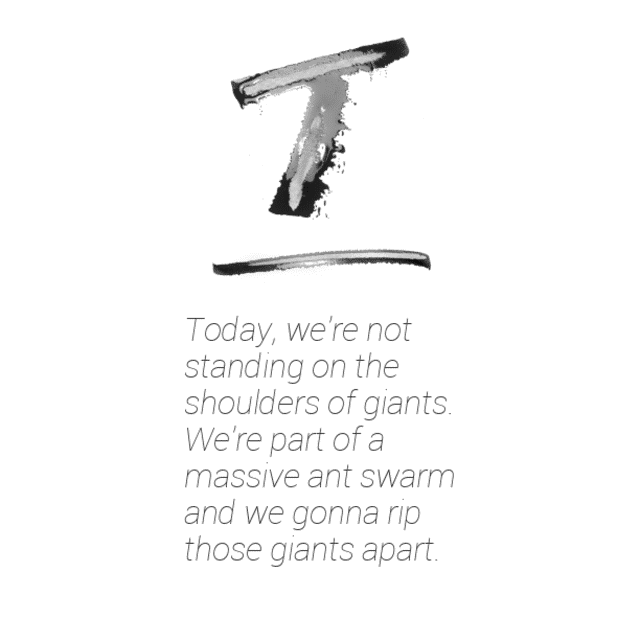 T
Today, we're not
standing on the
shoulders of giants.
We're part of a
massive ant swarm
and we gonna rip
those giants apart.